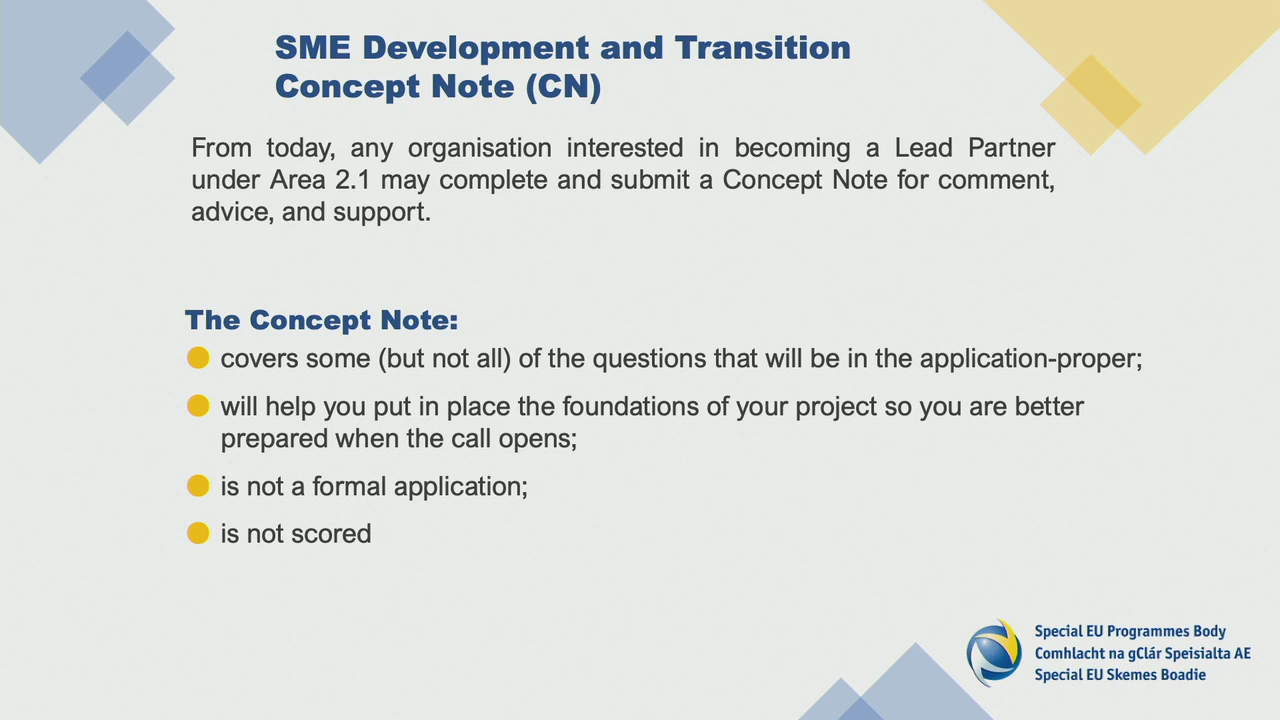 SME Development and Transition
Concept Note (CN)
From today, any organisation interested in becoming a Lead Partner
under Area 2.1 may complete and submit a Concept Note for comment,
advice, and support.
The Concept Note:
covers some (but not all) of the questions that will be in the application-proper;
will help you put in place the foundations of your project so you are better
prepared when the call opens;
is not a formal application;
is not scored
Special EU Programmes Body
Comhlacht na gClár Speisialta AE
Special EU Skemes Boadie